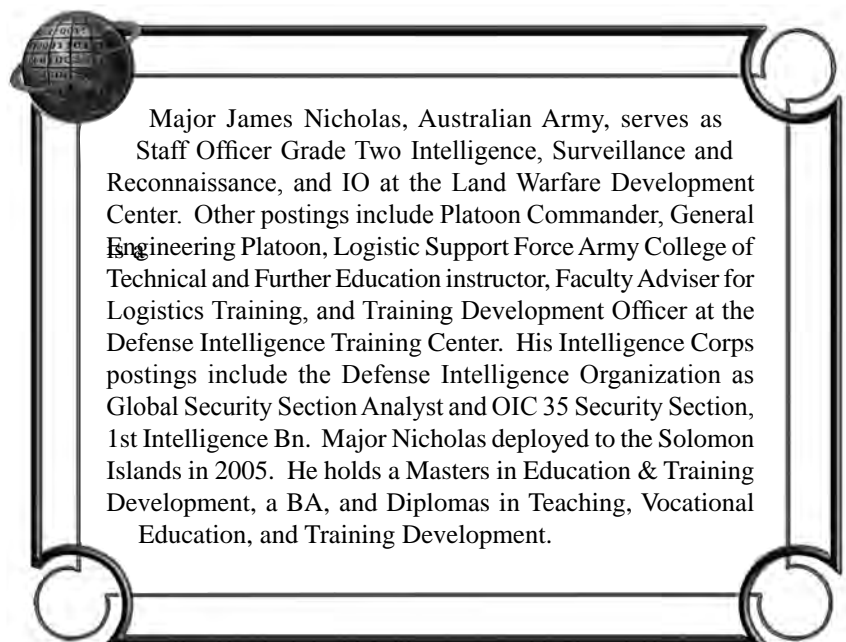 Major James Nicholas, Australian Army, serves as
Staff Officer Grade Two Intelligence, Surveillance and
Reconnaissance, and IO at the Land Warfare Development
Center. Other postings include Platoon Commander, General
Engineering Platoon, Logistic Support Force Army College of
is a
Technical and Further Education instructor, Faculty Adviser for
Logistics Training, and Training Development Officer at the
Defense Intelligence Training Center. His Intelligence Corps
postings include the Defense Intelligence Organization as
Global Security Section Analyst and OIC 35 Security Section,
1st Intelligence Bn. Major Nicholas deployed to the Solomon
Islands in 2005. He holds a Masters in Education & Training
Development, a BA, and Diplomas in Teaching, Vocational
Education, and Training Development.